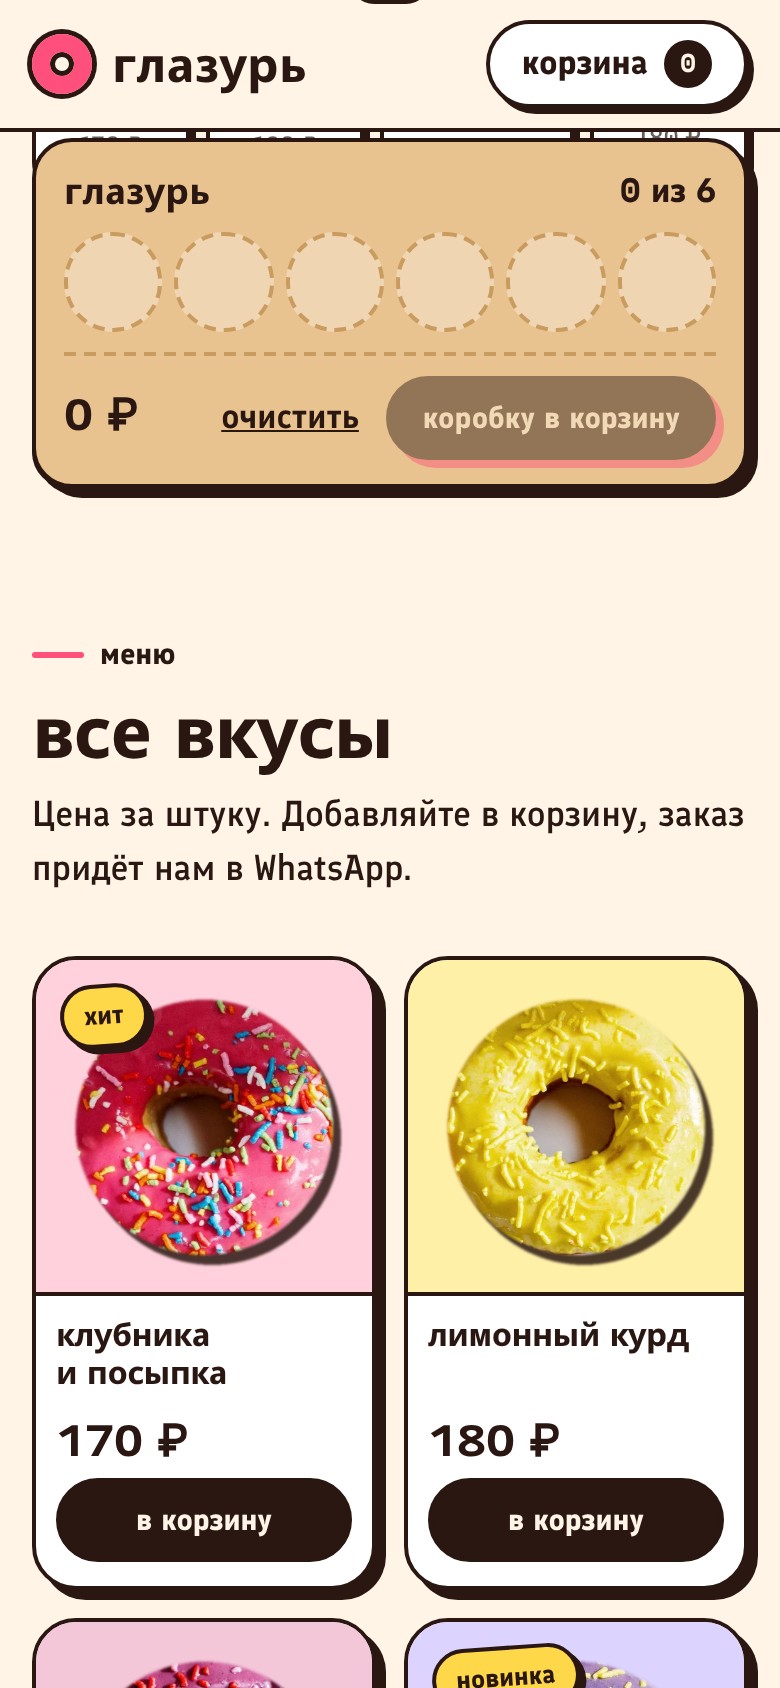 глазурь
корзина 0
глазурь
0 из 6
0 ₽
очистить
коробку в корзину
меню
все вкусы
Цена за штуку. Добавляйте в корзину, заказ
придёт нам в WhatsApp.
хит
клубника
и посыпка
170 ₽
в корзину
лимонный курд
180 ₽
в корзину
новинка